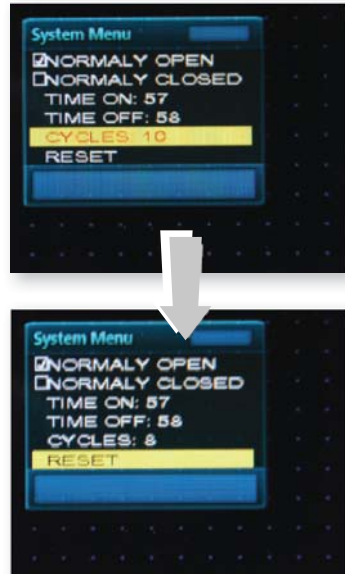 System Menu
NORMALY OPEN
NORMALY CLOSED
TIME ON: 57
TIME OFF: 58
CYCLES: 10
RESET
System Menu
NORMALY OPEN
NORMALY CLOSED
TIME ON: 57
TIME OFF: 58
CYCLES: 8
RESET